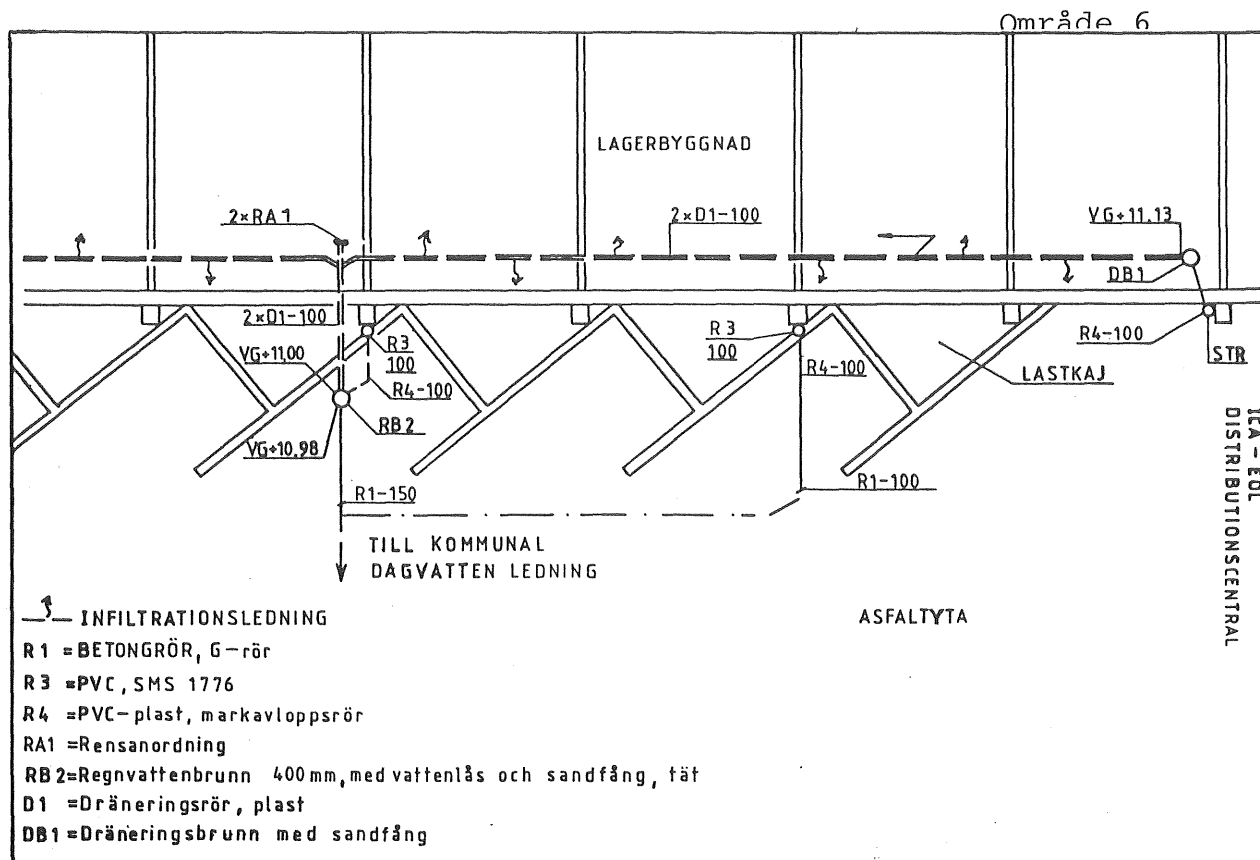 Område 6
LAGERBYGGNAD
2×RA1
2×D1-100
VG+11.13
DB1
2×D1-100
R3
100
R3
100
R4-100
STR
VG+11,00
R4-100
R4-100
LASTKAJ
RB2
VG+10.98
R1-150
R1-100
ICA - EOL
DISTRIBUTIONSCENTRAL
TILL KOMMUNAL
DAGVATTEN LEDNING
ASFALTYTA
INFILTRATIONSLEDNING
R1 =BETONGRÖR, G-rör
R3 =PVC, SMS 1776
R4 =PVC-plast, markavloppsrör
RA1 =Rensanordning
RB2=Regnvattenbrunn 400mm, med vattenlås och sandfång, tät
D1 =Dräneringsrör, plast
DB1=Dräneringsbrunn med sandfång